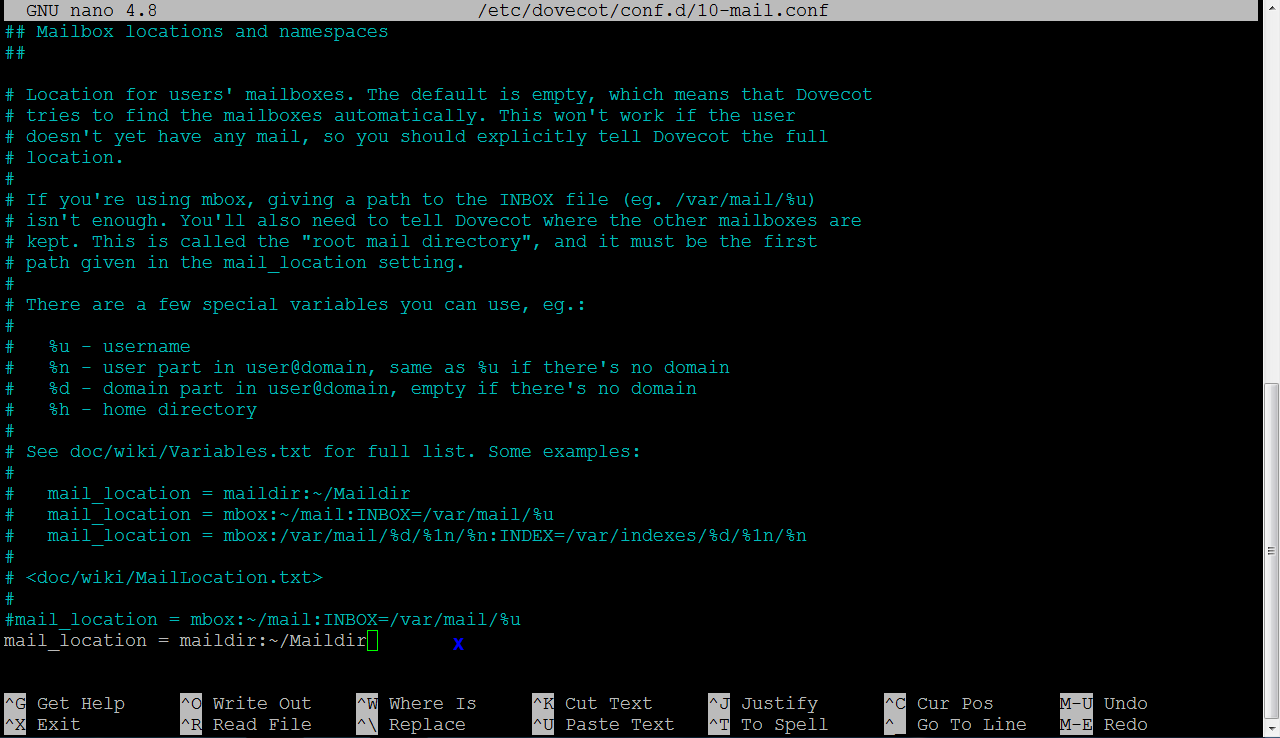 GNU nano 4.8 /etc/dovecot/conf.d/10-mail.conf
## Mailbox locations and namespaces
##
# Location for users' mailboxes. The default is empty, which means that Dovecot
# tries to find the mailboxes automatically. This won't work if the user
# doesn't yet have any mail, so you should explicitly tell Dovecot the full
# location.
#
# If you're using mbox, giving a path to the INBOX file (eg. /var/mail/%u)
# isn't enough. You'll also need to tell Dovecot where the other mailboxes are
# kept. This is called the "root mail directory", and it must be the first
# path given in the mail_location setting.
#
# There are a few special variables you can use, eg.:
#
#   %u - username
#   %n - user part in user@domain, same as %u if there's no domain
#   %d - domain part in user@domain, empty if there's no domain
#   %h - home directory
#
# See doc/wiki/Variables.txt for full list. Some examples:
#
#   mail_location = maildir:~/Maildir
#   mail_location = mbox:~/mail:INBOX=/var/mail/%u
#   mail_location = mbox:/var/mail/%d/%1n/%n:INDEX=/var/indexes/%d/%1n/%n
#
# <doc/wiki/MailLocation.txt>
#
#mail_location = mbox:~/mail:INBOX=/var/mail/%u
mail_location = maildir:~/Maildir x
^G Get Help ^O Write Out ^W Where Is ^K Cut Text ^J Justify ^C Cur Pos M-U Undo
^X Exit ^R Read File ^\ Replace ^U Paste Text ^T To Spell ^_ Go To Line M-E Redo